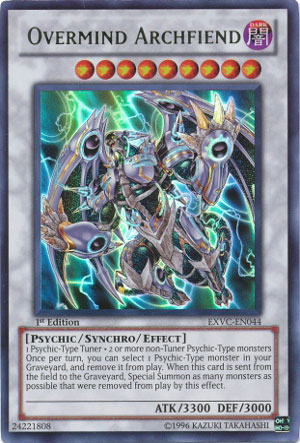 OVERMIND ARCHFIEND
DARK
闇
1st Edition
EXVC-EN044
[PSYCHIC/SYNCHRO/EFFECT]
1 Psychic-Type Tuner + 2 or more non-Tuner Psychic-Type monsters
Once per turn, you can select 1 Psychic-Type monster in your
Graveyard, and remove it from play. When this card is sent from
the field to the Graveyard, Special Summon as many monsters as
possible that were removed from play by this effect.
ATK/3300 DEF/3000
24221808
©1996 KAZUKI TAKAHASHI